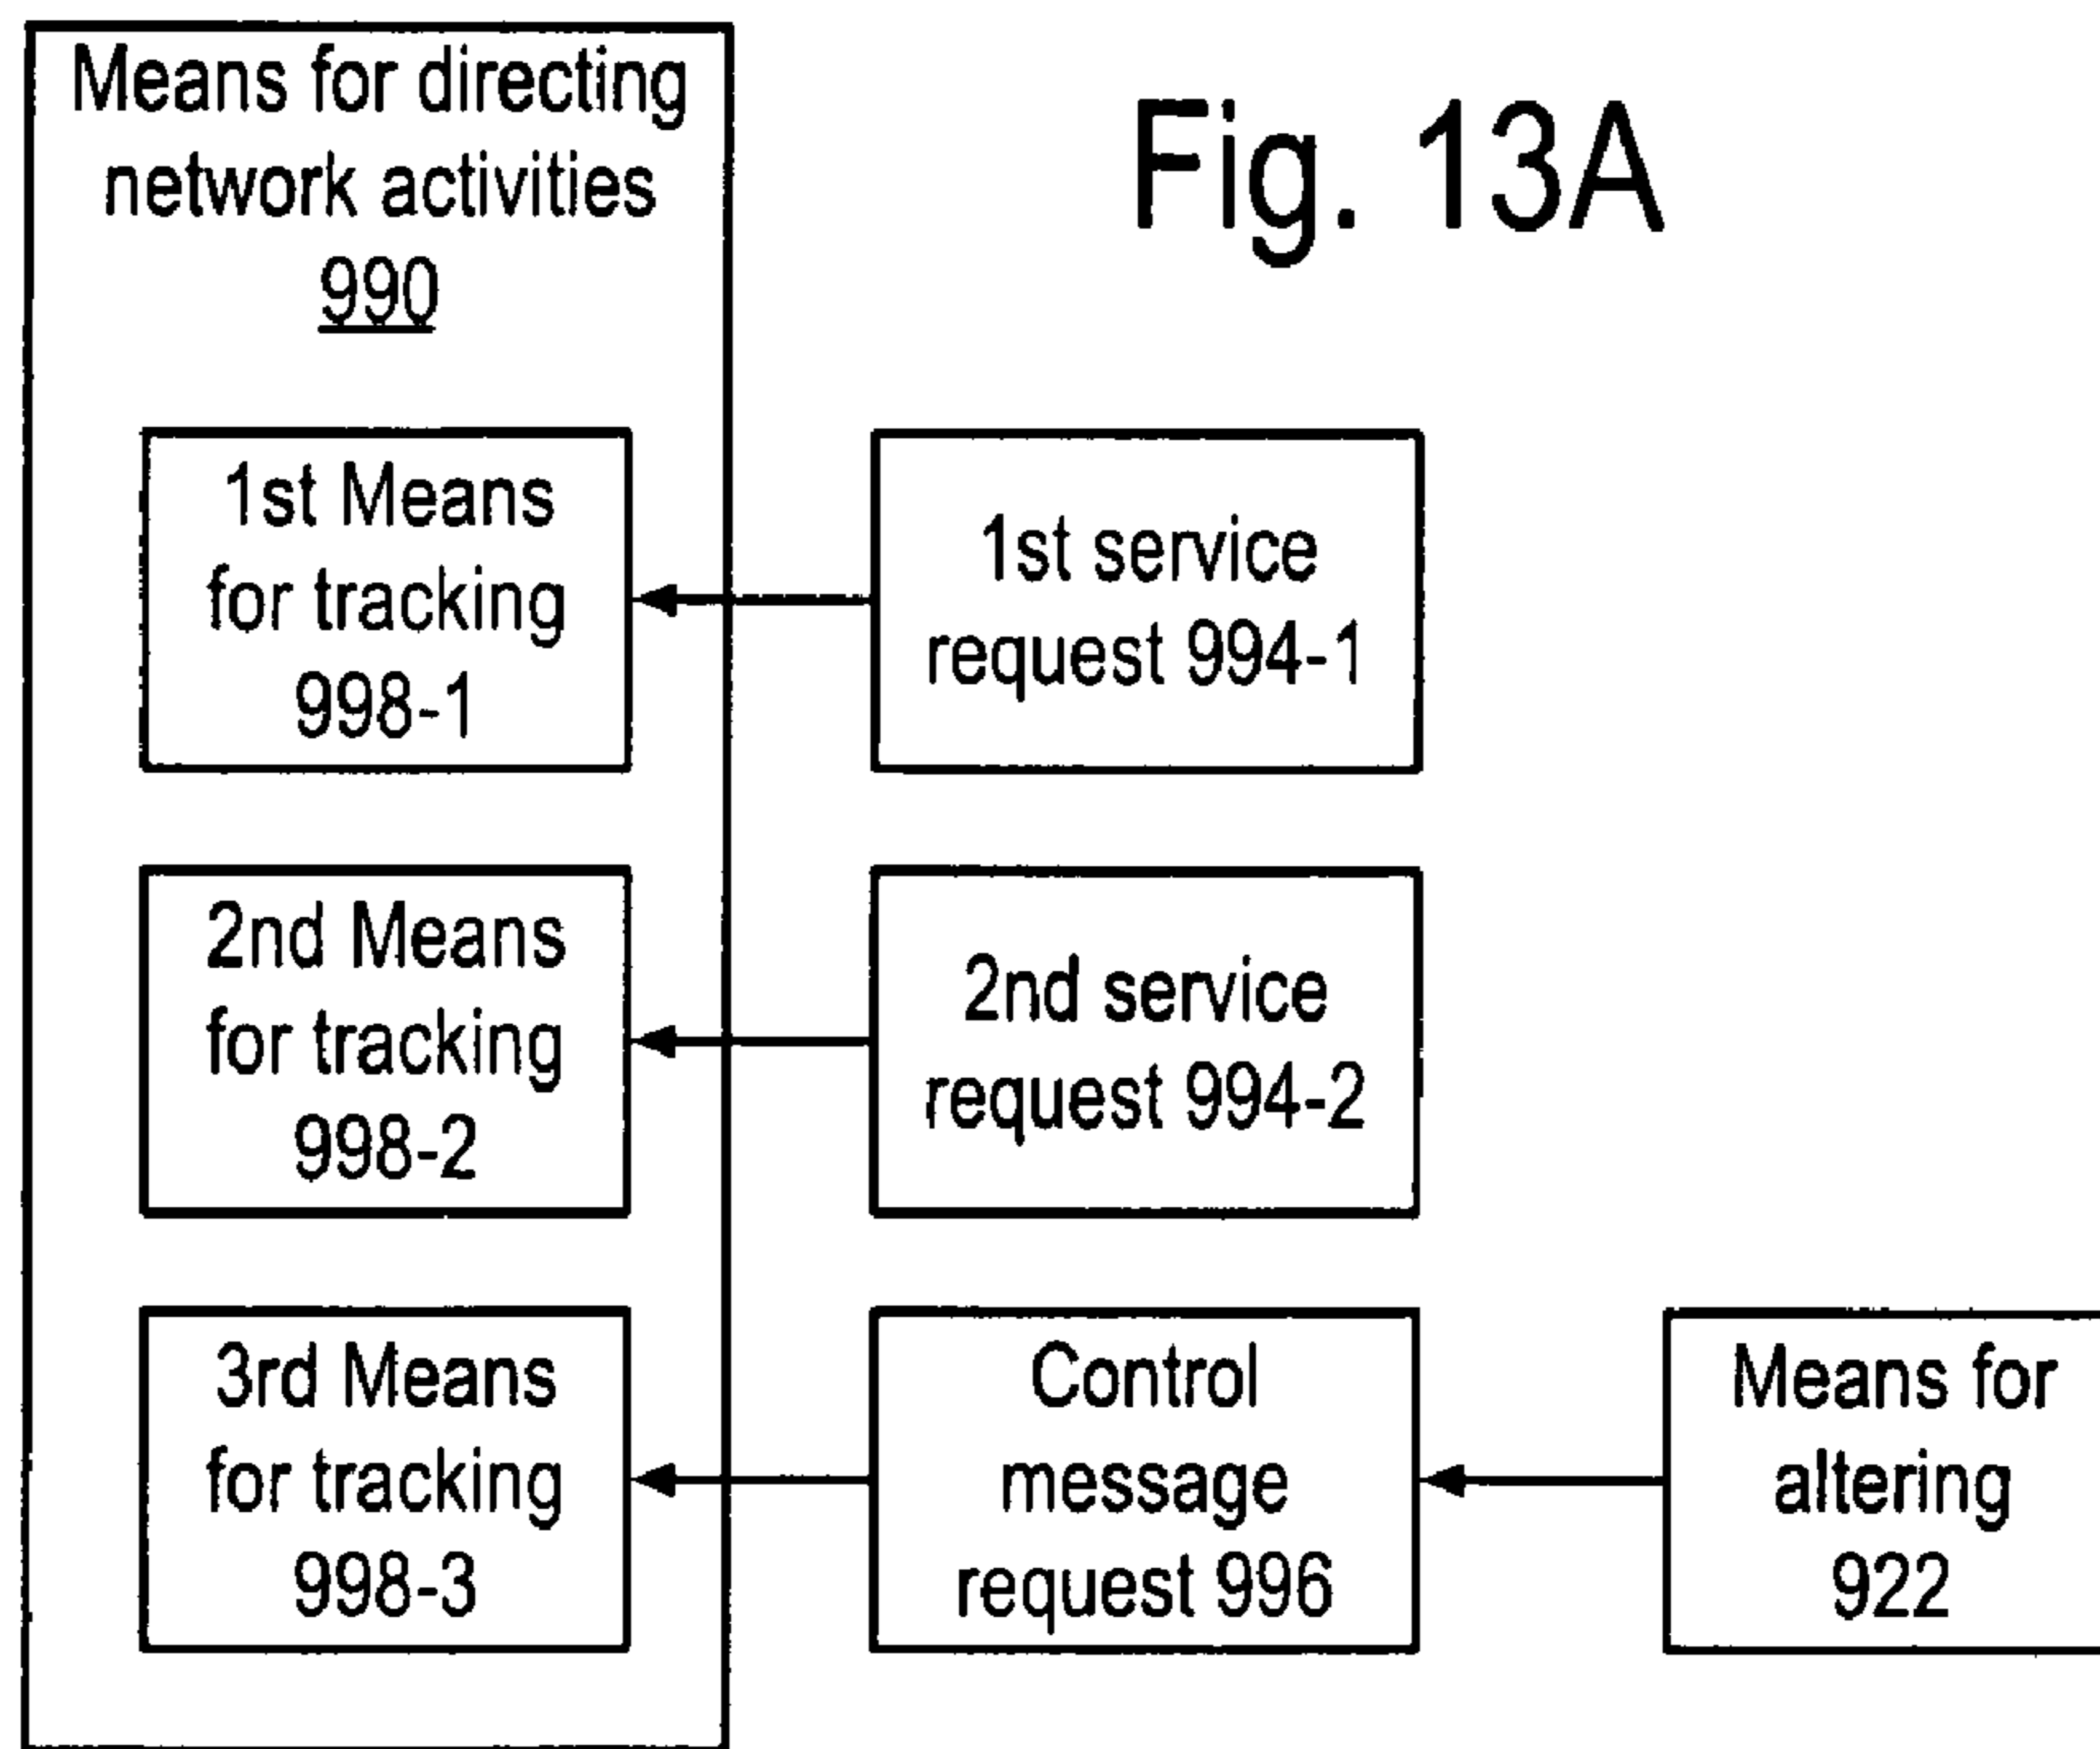 Means for directing
network activities
990
Fig. 13A
1st Means
for tracking
998-1
1st service
request 994-1
2nd Means
for tracking
998-2
2nd service
request 994-2
3rd Means
for tracking
998-3
Control
message
request 996
Means for
altering
922